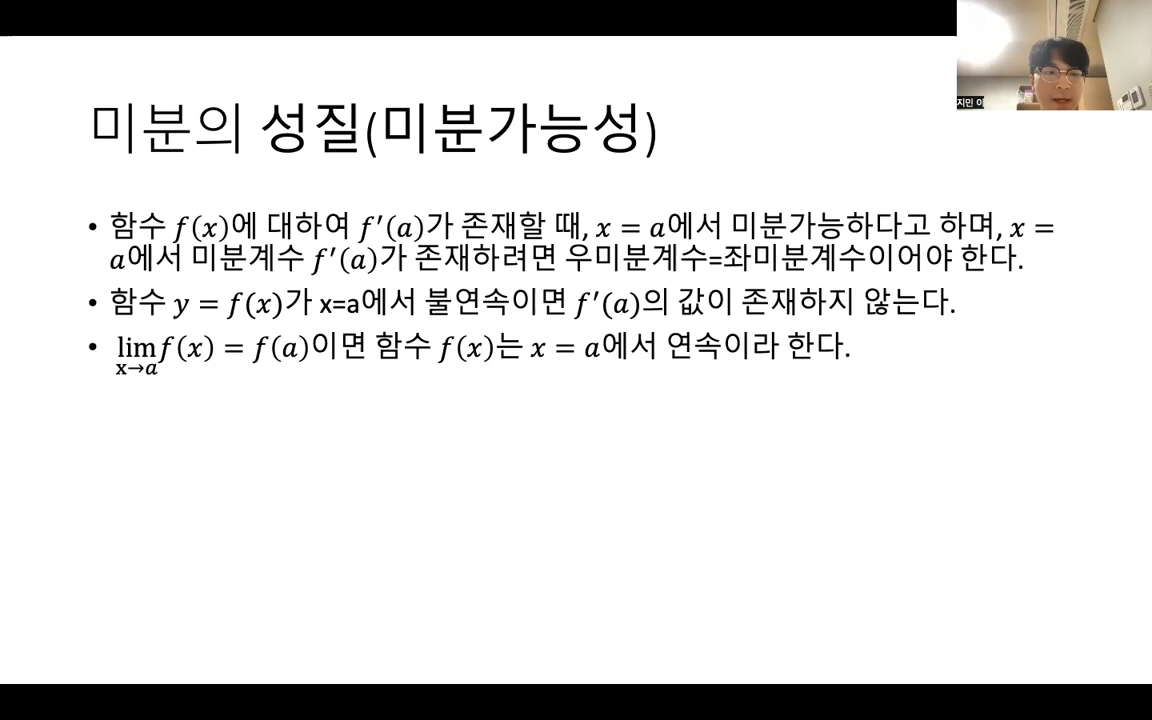 지민 이
미분의 성질(미분가능성)
• 함수 f(x)에 대하여 f′(a)가 존재할 때, x = a에서 미분가능하다고 하며, x =
a에서 미분계수 f′(a)가 존재하려면 우미분계수=좌미분계수이어야 한다.
• 함수 y = f(x)가 x=a에서 불연속이면 f′(a)의 값이 존재하지 않는다.
• lim f(x) = f(a)이면 함수 f(x)는 x = a에서 연속이라 한다.
x→a